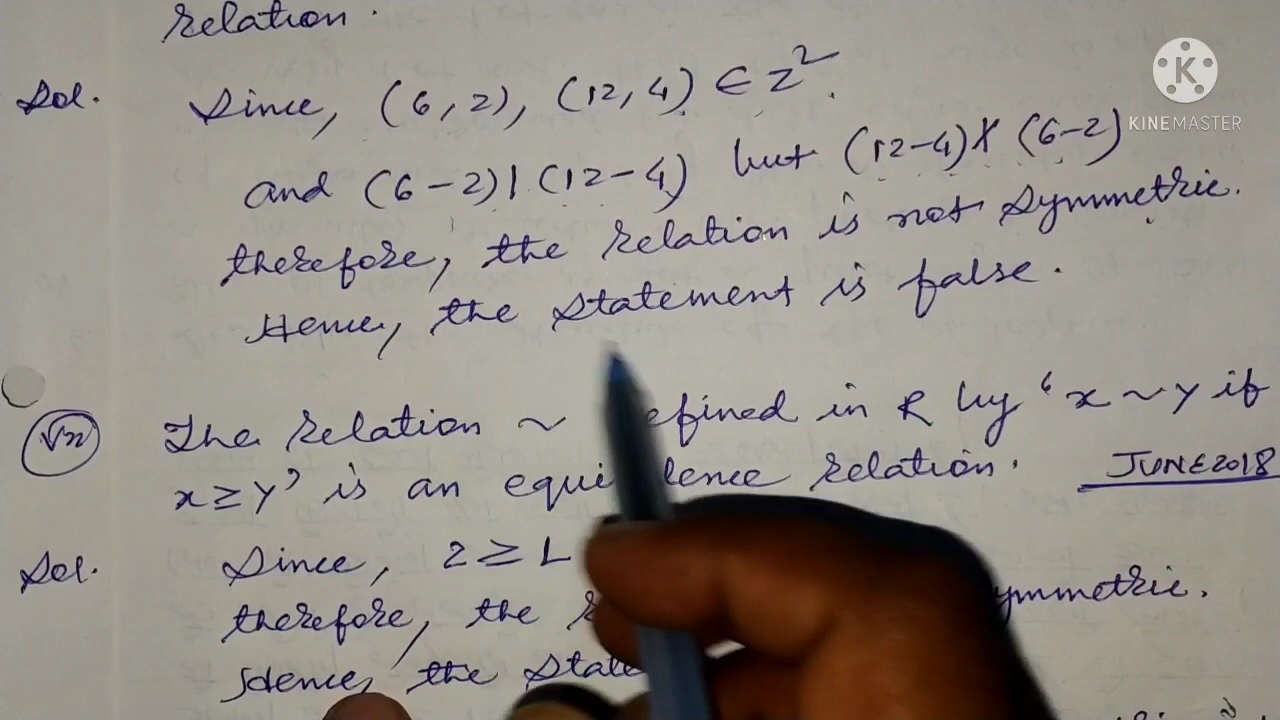 relation.
Sol. Since, (6,2), (12,4) ∈ Z².
and (6-2) | (12-4) but (12-4) ∤ (6-2)
therefore, the relation is not symmetric.
Hence, the statement is false.
The relation ~ defined in R by ‘x ~ y if
x ≥ y’ is an equi lence relation. JUNE 2018
Sol. Since, 2 ≥ 1
therefore, the ymmetric.
Hence, the State
K
KINEMASTER